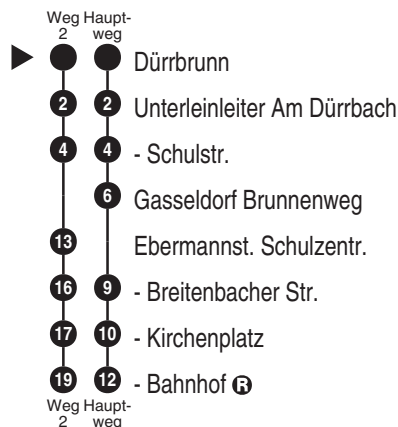 Weg Haupt-
2 weg
Dürrbrunn
2 2 Unterleinleiter Am Dürrbach
4 4 - Schulstr.
6 Gasseldorf Brunnenweg
13 Ebermannst. Schulzentr.
16 9 - Breitenbacher Str.
17 10 - Kirchenplatz
19 12 - Bahnhof R
Weg Haupt-
2 weg